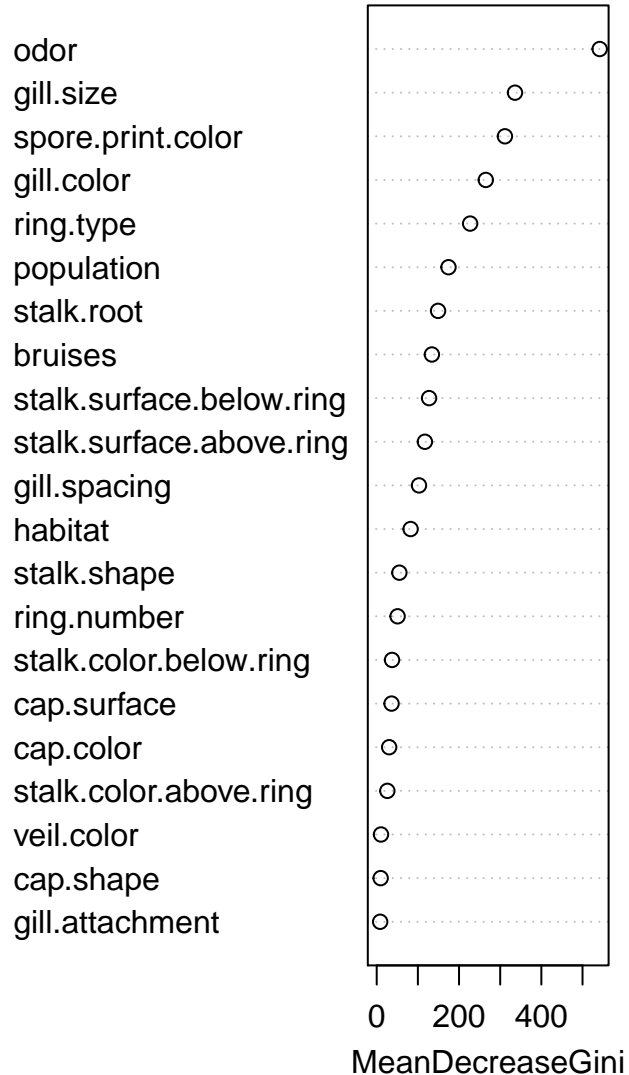 odor
gill.size
spore.print.color
gill.color
ring.type
population
stalk.root
bruises
stalk.surface.below.ring
stalk.surface.above.ring
gill.spacing
habitat
stalk.shape
ring.number
stalk.color.below.ring
cap.surface
cap.color
stalk.color.above.ring
veil.color
cap.shape
gill.attachment
0 200 400
MeanDecreaseGini